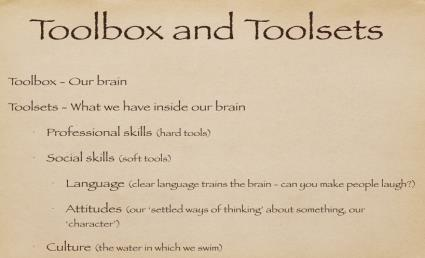 Toolbox and Toolsets
Toolbox - Our brain
Toolsets - What we have inside our brain
Professional skills (hard tools)
Social skills (soft tools)
Language (clear language trains the brain - can you make people laugh?)
Attitudes (our 'settled ways of thinking' about something, our
'character')
Culture (the water in which we swim)